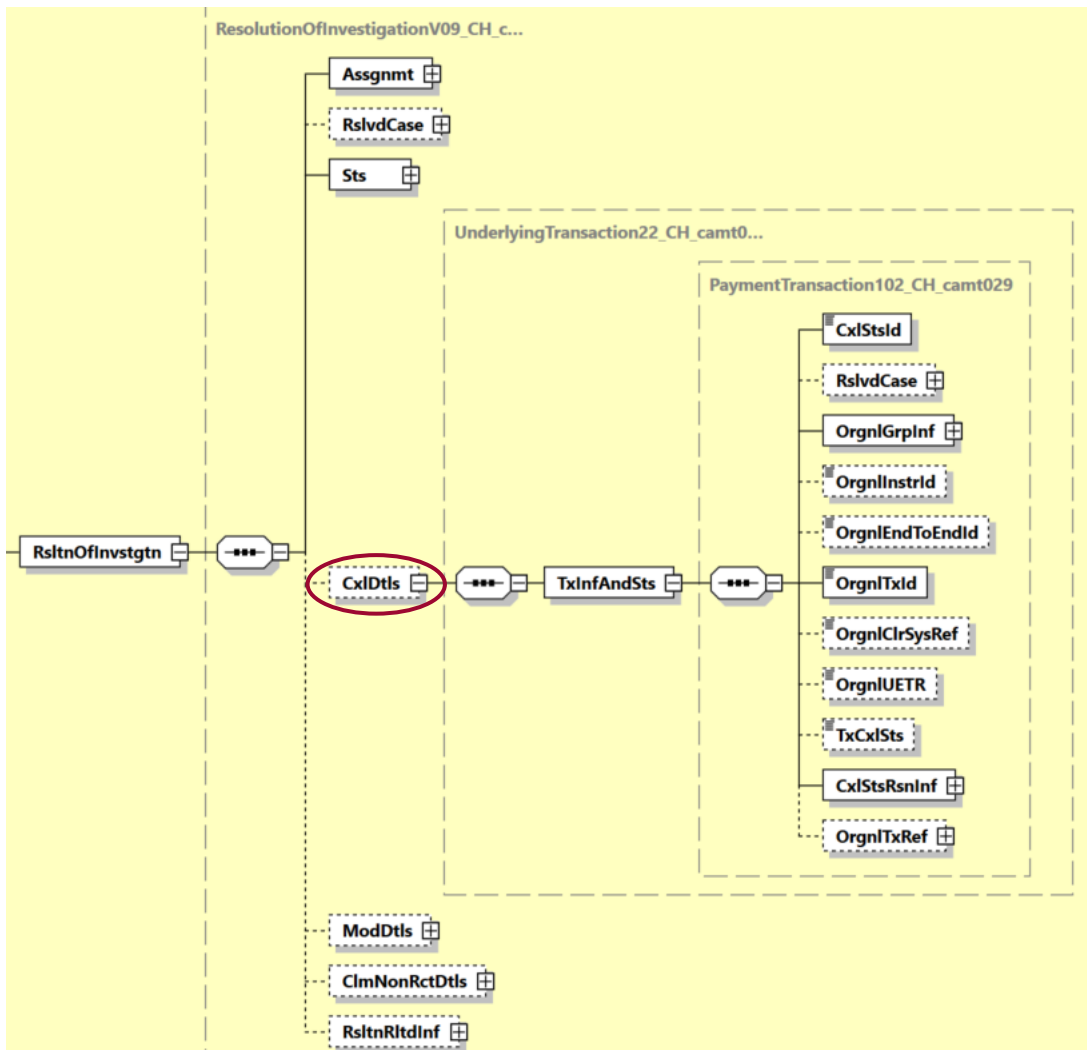 ResolutionOfInvestigationV09_CH_c...
Assgnmt
RslvdCase
Sts
UnderlyingTransaction22_CH_camt0...
PaymentTransaction102_CH_camt029
CxlStsId
RslvdCase
OrgnlGrpInf
OrgnlInstrId
OrgnlEndToEndId
RsltnOfInvstgtn
CxlDtls
TxInfAndSts
OrgnlTxId
OrgnlClrSysRef
OrgnlUETR
TxCxlSts
CxlStsRsnInf
OrgnlTxRef
ModDtls
ClmNonRctDtls
RsltnRltdInf